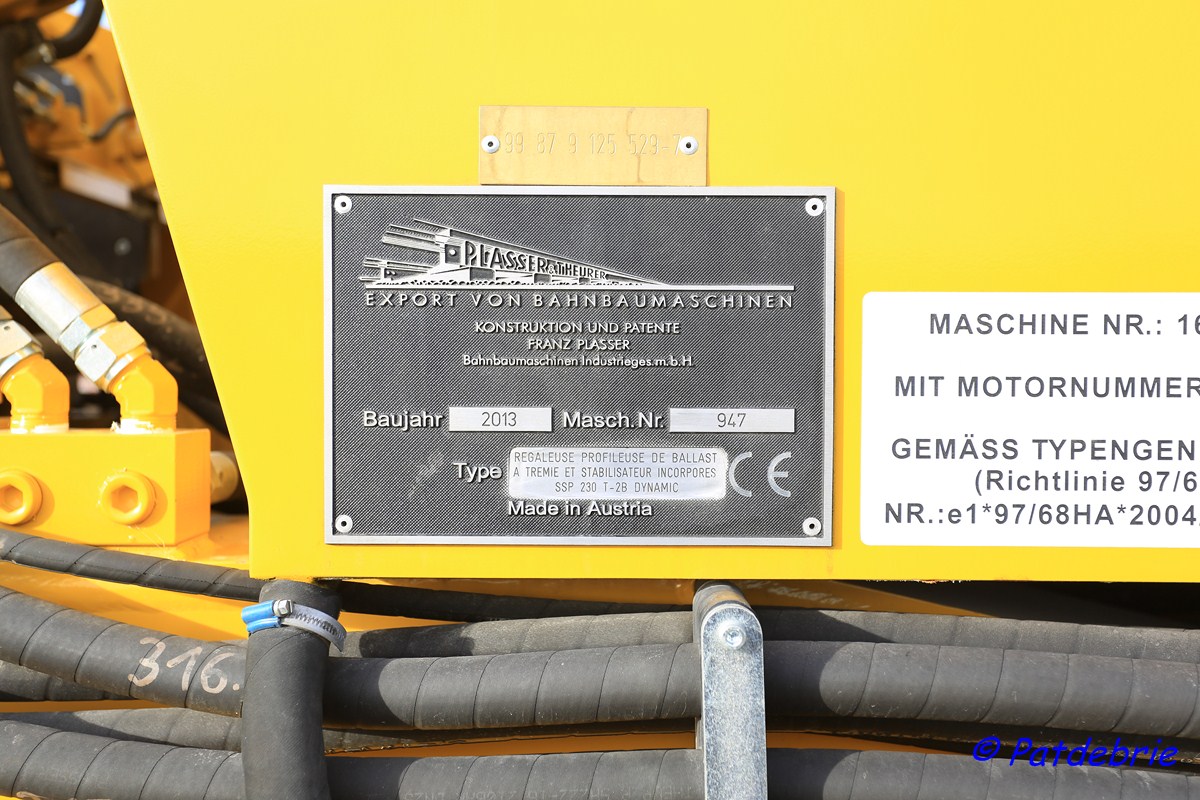 99 87 9 125 529-7
PLASSER & THEURER
EXPORT VON BAHNBAUMASCHINEN
KONSTRUKTION UND PATENTE
FRANZ PLASSER
Bahnbaumaschinen Industrieges.m.b.H.
Baujahr 2013 Masch.Nr. 947
Type
REGALEUSE PROFILEUSE DE BALLAST
A TREMIE ET STABILISATEUR INCORPORES
SSP 230 T-2B DYNAMIC
CE
Made in Austria
MASCHINE NR.: 16
MIT MOTORNUMMER
GEMÄSS TYPENGEN
(Richtlinie 97/6
NR.:e1*97/68HA*2004
316.
© Patdebrie